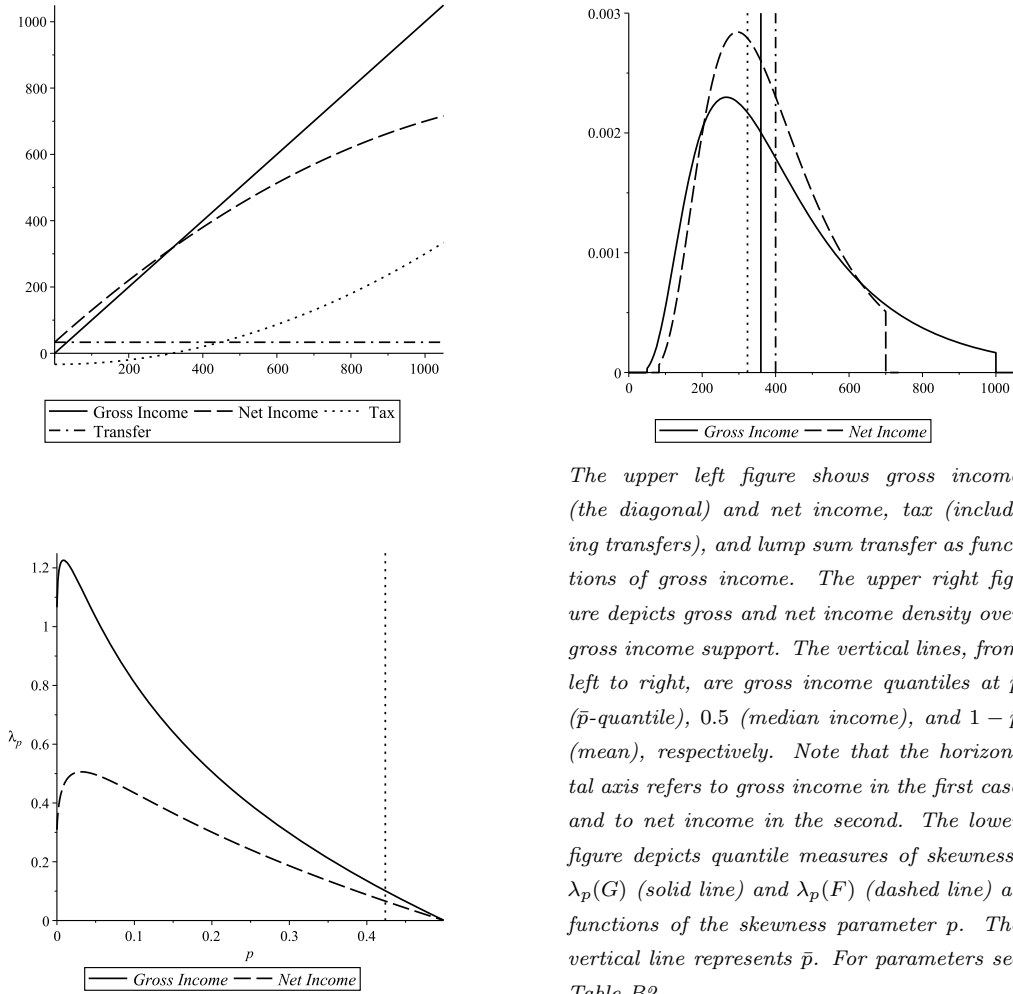 1000
800
600
400
200
0
200 400 600 800 1000
Gross Income Net Income Tax
Transfer
0.003
0.002
0.001
0
0 200 400 600 800 1000
Gross Income Net Income
The upper left figure shows gross income
(the diagonal) and net income, tax (includ
ing transfers), and lump sum transfer as func
tions of gross income. The upper right fig
ure depicts gross and net income density ove
gross income support. The vertical lines, from
left to right, are gross income quantiles at p
(p̄-quantile), 0.5 (median income), and 1 − p
(mean), respectively. Note that the horizon
tal axis refers to gross income in the first case
and to net income in the second. The lowe
figure depicts quantile measures of skewness
λp(G) (solid line) and λp(F) (dashed line) a
functions of the skewness parameter p. The
vertical line represents p̄. For parameters se
Table B2
1.2
1
0.8
0.6
λp
0.4
0.2
0
0 0.1 0.2 0.3 0.4
p
Gross Income Net Income